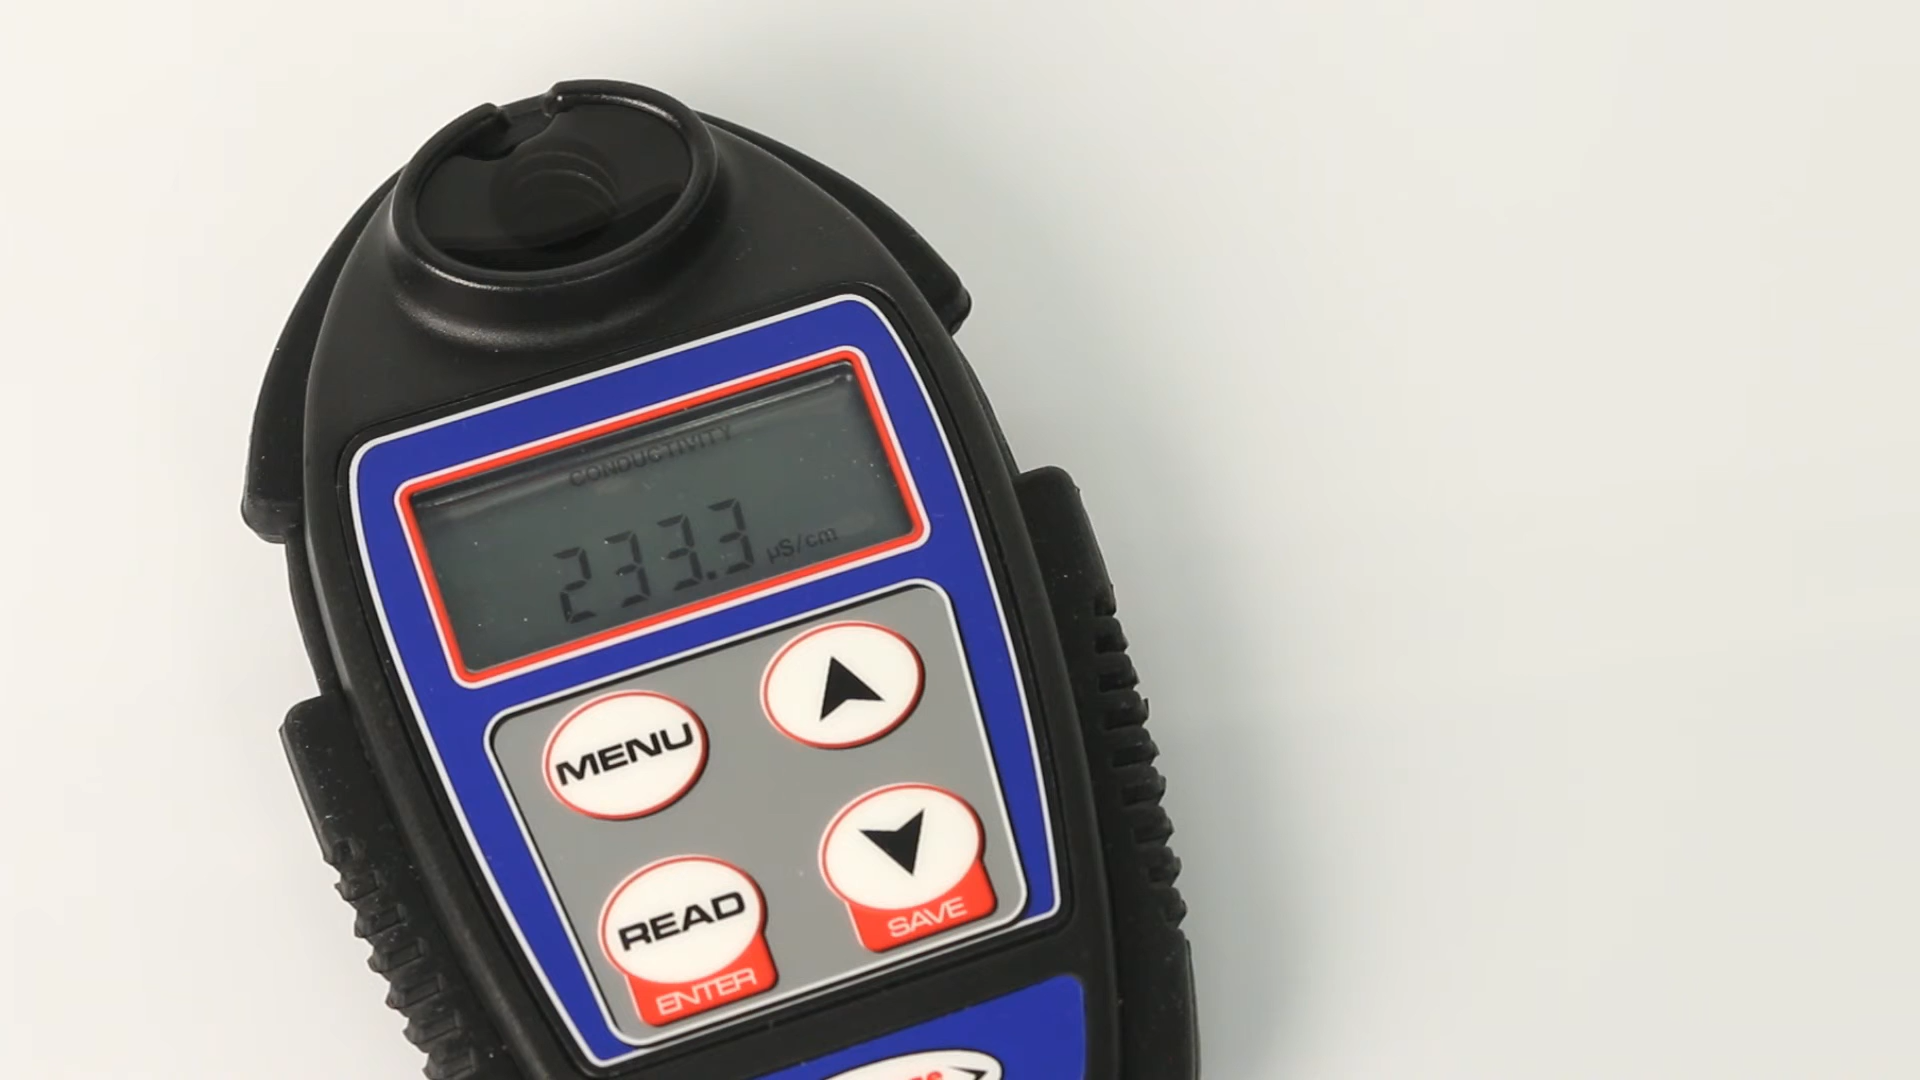 CONDUCTIVITY
233.3 µS/cm
MENU
READ
ENTER
SAVE